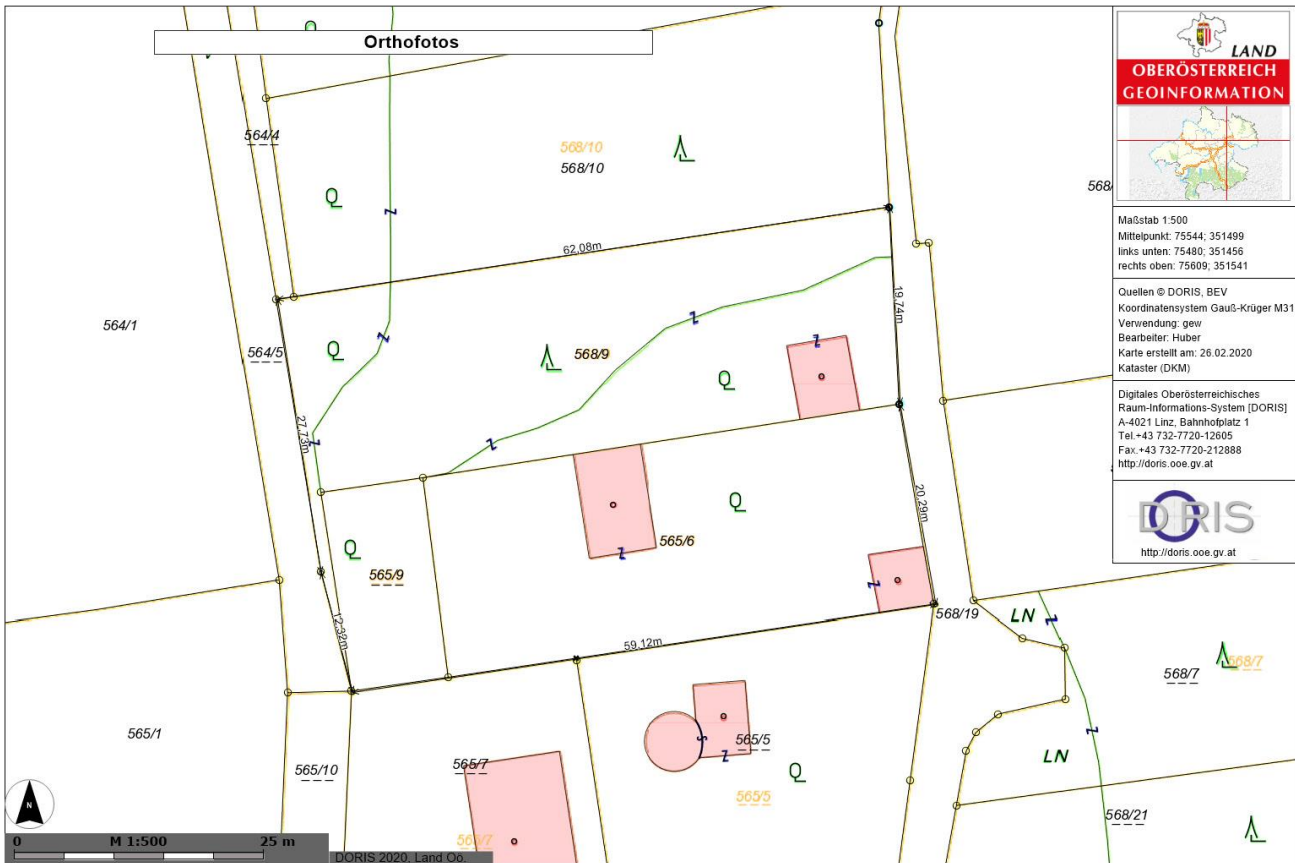 Orthofotos
564/4
568/10
568/10
568/
62,08m
564/1
564/5
568/9
19,74m
27,73m
20,29m
565/6
565/9
12,32m
59,12m
568/19
LN
568/7
568/7
565/1
565/10
565/7
565/5
LN
565/5
568/21
0 M 1:500 25 m
DORIS 2020, Land Oö.
N
LAND
OBERÖSTERREICH
GEOINFORMATION
Maßstab 1:500
Mittelpunkt: 75544; 351499
links unten: 75480; 351456
rechts oben: 75609; 351541
Quellen © DORIS, BEV
Koordinatensystem Gauß-Krüger M31
Verwendung: gew
Bearbeiter: Huber
Karte erstellt am: 26.02.2020
Kataster (DKM)
Digitales Oberösterreichisches
Raum-Informations-System [DORIS]
A-4021 Linz, Bahnhofplatz 1
Tel.+43 732-7720-12605
Fax.+43 732-7720-212888
http://doris.ooe.gv.at
DORIS
http://doris.ooe.gv.at